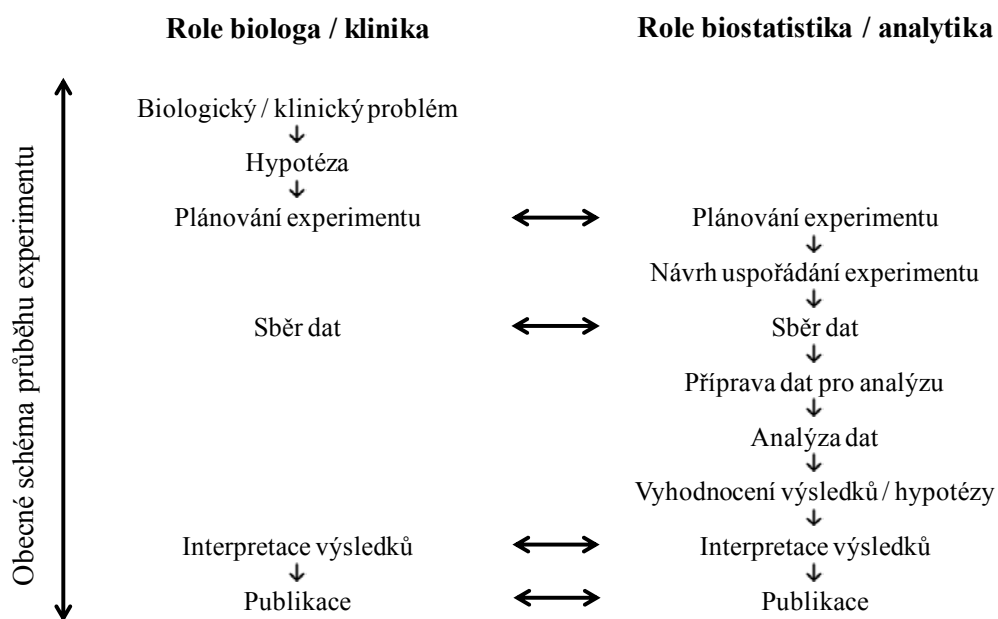 Role biologa / klinika
Role biostatistika / analytika
Obecné schéma průběhu experimentu
Biologický / klinický problém
Hypotéza
Plánování experimentu
Plánování experimentu
Návrh uspořádání experimentu
Sběr dat
Sběr dat
Příprava dat pro analýzu
Analýza dat
Vyhodnocení výsledků / hypotézy
Interpretace výsledků
Interpretace výsledků
Publikace
Publikace